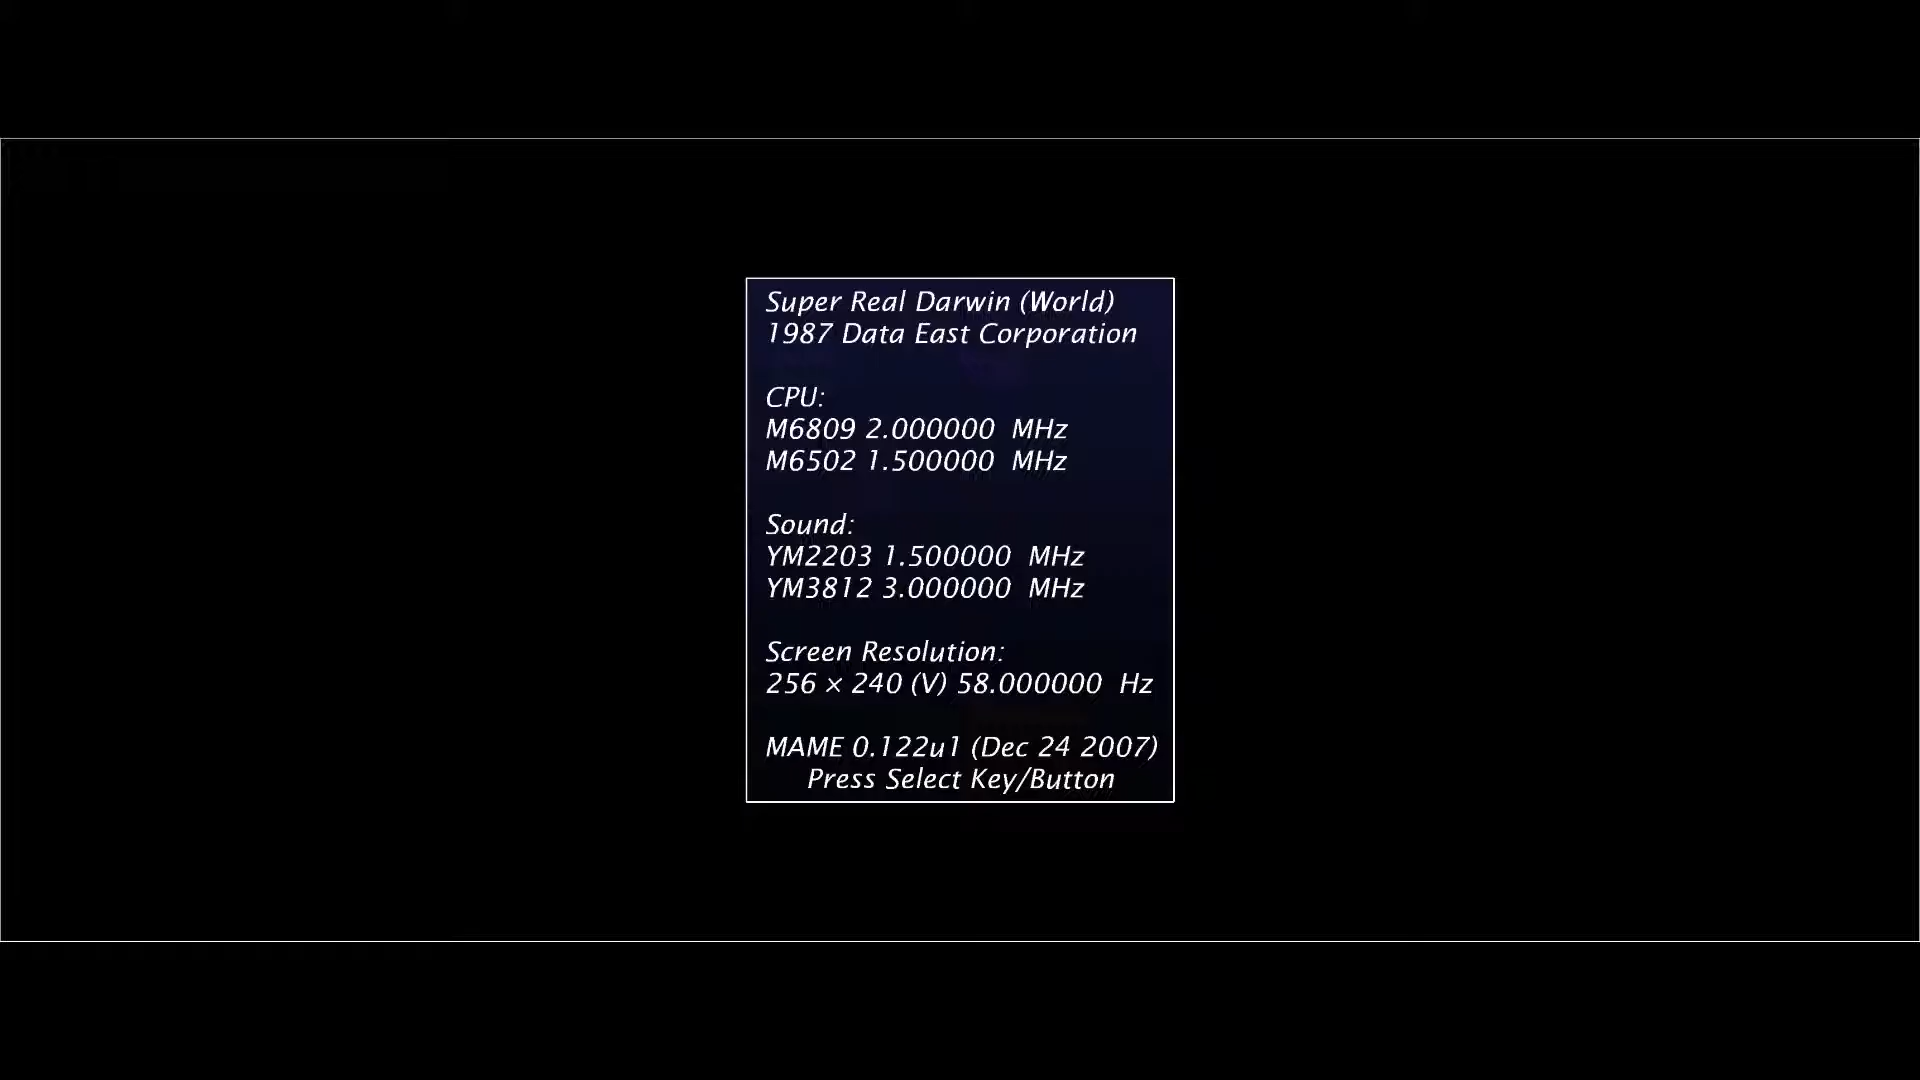 Super Real Darwin (World)
1987 Data East Corporation
CPU:
M6809 2.000000 MHz
M6502 1.500000 MHz
Sound:
YM2203 1.500000 MHz
YM3812 3.000000 MHz
Screen Resolution:
256 × 240 (V) 58.000000 Hz
MAME 0.122u1 (Dec 24 2007)
Press Select Key/Button